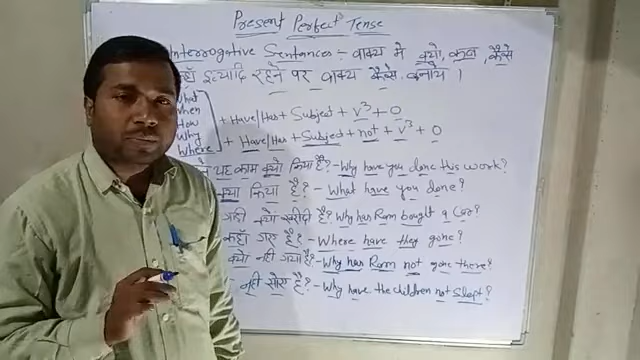 Present Perfect Tense
Interrogative Sentences :- वाक्य में क्यों, कब, कैसे
इत्यादि रहने पर वाक्य कैसे बनायें ।
What
When
How
Why
Where
+ Have/Has + Subject + V³ + O
+ Have/Has + Subject + not + V³ + O
यह काम क्यों किया है? - Why have you done this work?
क्या किया है? - What have you done?
क्यों खरीदी है? Why has Ram bought a Car?
कहाँ गए है? - Where have they gone?
क्यों नहीं गया है? - Why has Ram not gone there?
नहीं सोए है? - Why have the children not slept?